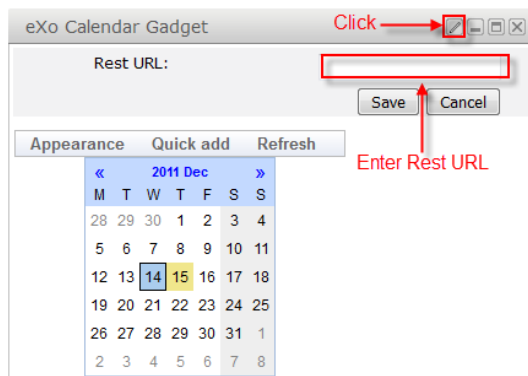 eXo Calendar Gadget Click
Rest URL:
Save Cancel
Enter Rest URL
Appearance Quick add Refresh
« 2011 Dec »
M T W T F S S
28 29 30 1 2 3 4
5 6 7 8 9 10 11
12 13 14 15 16 17 18
19 20 21 22 23 24 25
26 27 28 29 30 31 1
2 3 4 5 6 7 8